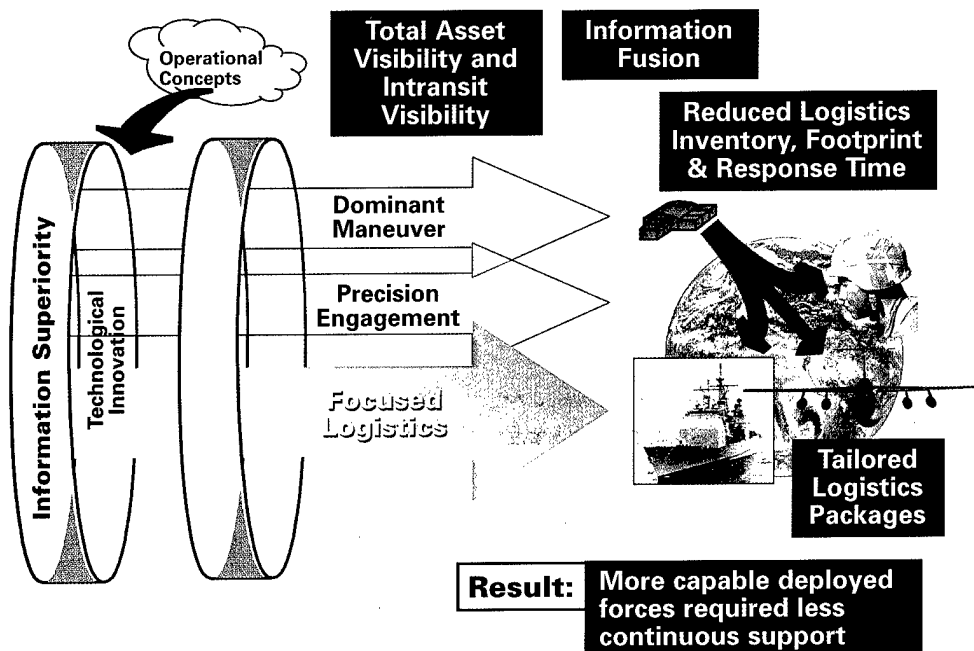 Operational
Concepts
Total Asset
Visibility and
Intransit
Visibility
Information
Fusion
Reduced Logistics
Inventory, Footprint
& Response Time
Information Superiority
Technological
Innovation
Dominant
Maneuver
Precision
Engagement
Focused
Logistics
Tailored
Logistics
Packages
Result:
More capable deployed
forces required less
continuous support